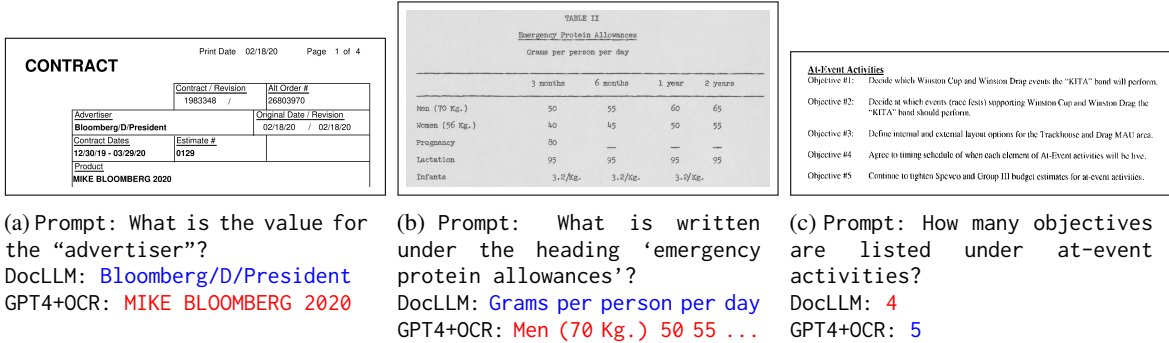 Print Date 02/18/20 Page 1 of 4
CONTRACT
Contract / Revision Alt Order #
1983348 / 26803970
Advertiser Original Date / Revision
Bloomberg/D/President 02/18/20 / 02/18/20
Contract Dates Estimate #
12/30/19 - 03/29/20 0129
Product
MIKE BLOOMBERG 2020
(a) Prompt: What is the value for
the “advertiser”?
DocLLM: Bloomberg/D/President
GPT4+OCR: MIKE BLOOMBERG 2020
TABLE II
Emergency Protein Allowances
Grams per person per day
3 months 6 months 1 year 2 years
Men (70 Kg.) 50 55 60 65
Women (56 Kg.) 40 45 50 55
Pregnancy 80 — — —
Lactation 95 95 95 95
Infants 3.2/Kg. 3.2/Kg. 3.2/Kg.
(b) Prompt: What is written
under the heading ‘emergency
protein allowances’?
DocLLM: Grams per person per day
GPT4+OCR: Men (70 Kg.) 50 55 ...
At-Event Activities
Objective #1: Decide which Winston Cup and Winston Drag events the "KITA" band will perform.
Objective #2: Decide at which events (race fests) supporting Winston Cup and Winston Drag the
"KITA" band should perform.
Objective #3: Define internal and external layout options for the Trackhouse and Drag MAU area.
Objective #4 Agree to timing schedule of when each element of At-Event activities will be live.
Objective #5 Continue to tighten Spevco and Group III budget estimates for at-event activities.
(c) Prompt: How many objectives
are listed under at-event
activities?
DocLLM: 4
GPT4+OCR: 5